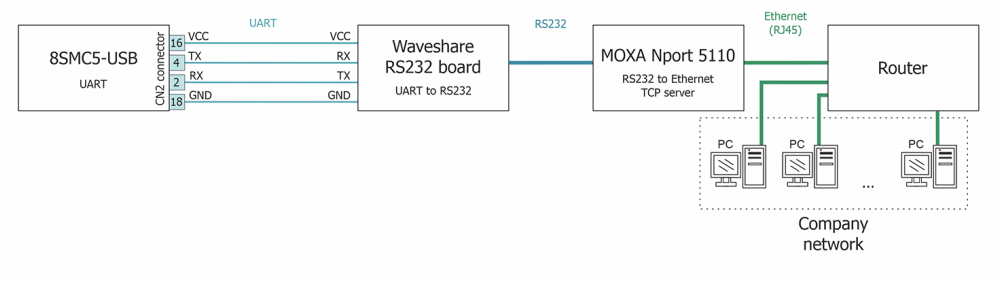 UART
RS232
Ethernet
(RJ45)
8SMC5-USB
UART
CN2 connector
16
4
2
18
VCC
TX
RX
GND
VCC
RX
TX
GND
Waveshare
RS232 board
UART to RS232
MOXA Nport 5110
RS232 to Ethernet
TCP server
Router
PC
PC
...
PC
Company
network